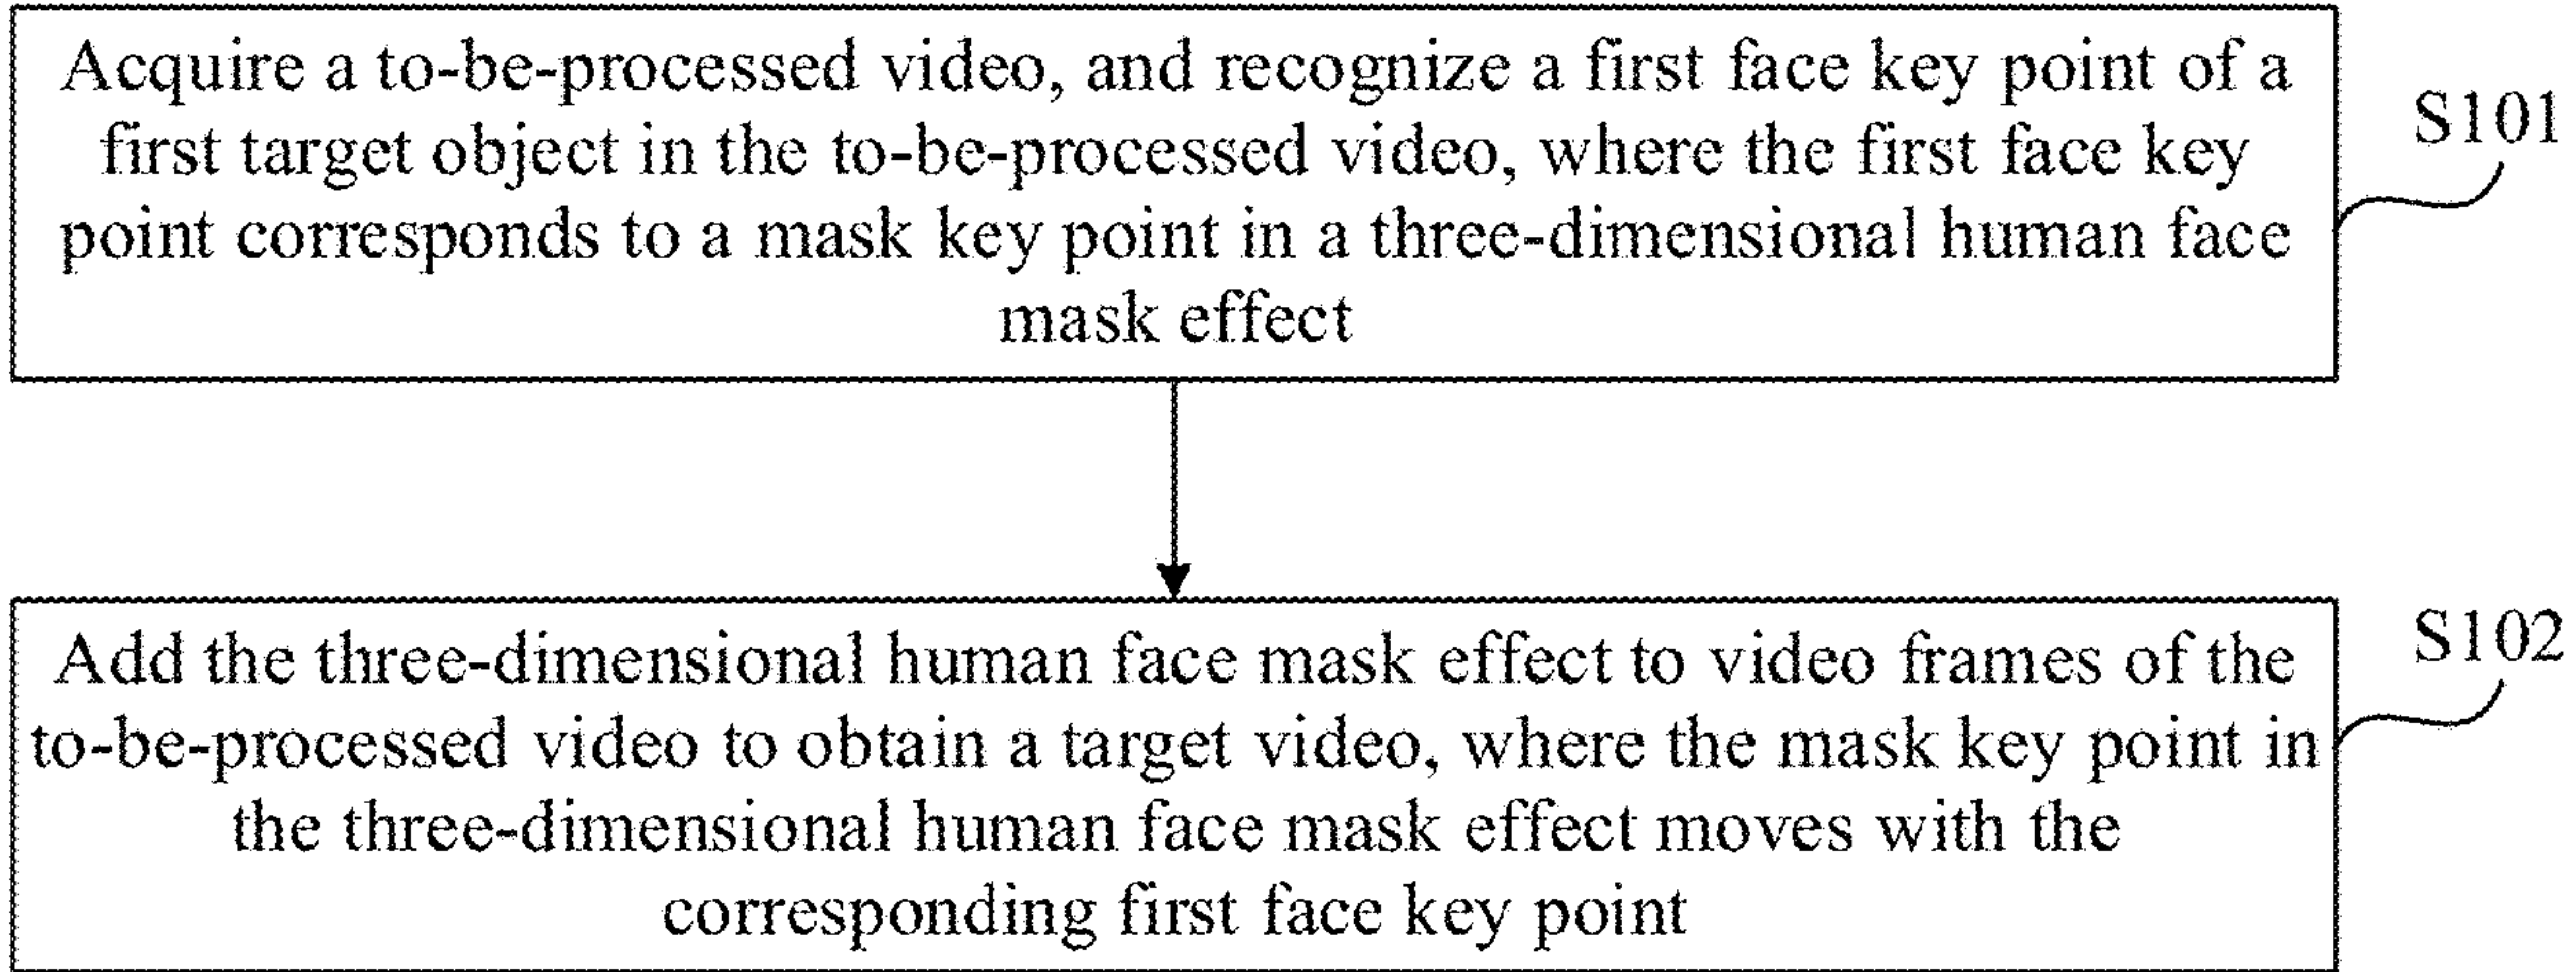 Acquire a to-be-processed video, and recognize a first face key point of a
first target object in the to-be-processed video, where the first face key
point corresponds to a mask key point in a three-dimensional human face
mask effect
S101
Add the three-dimensional human face mask effect to video frames of the
to-be-processed video to obtain a target video, where the mask key point in
the three-dimensional human face mask effect moves with the
corresponding first face key point
S102